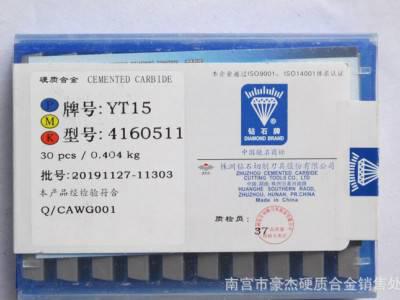 本企业通过ISO9001、ISO14001体系认证
硬质合金 CEMENTED CARBIDE
P
M
K
牌号:YT15
型号:4160511
30 pcs / 0.404 kg
批号:20191127-11303
本产品经检验符合
Q/CAWG001
钻石牌
DIAMOND BRAND
中国驰名商标
株洲钻石切削刀具股份有限公司
ZHUZHOU CEMENTED CARBIDE
CUTTING TOOLS CO., LTD
HUANGHE SOUTHERN ROAD,
ZHUZHOU, HUNAN, PR.CHINA
Made in China
质检员:
37
南宫市豪杰硬质合金销售处